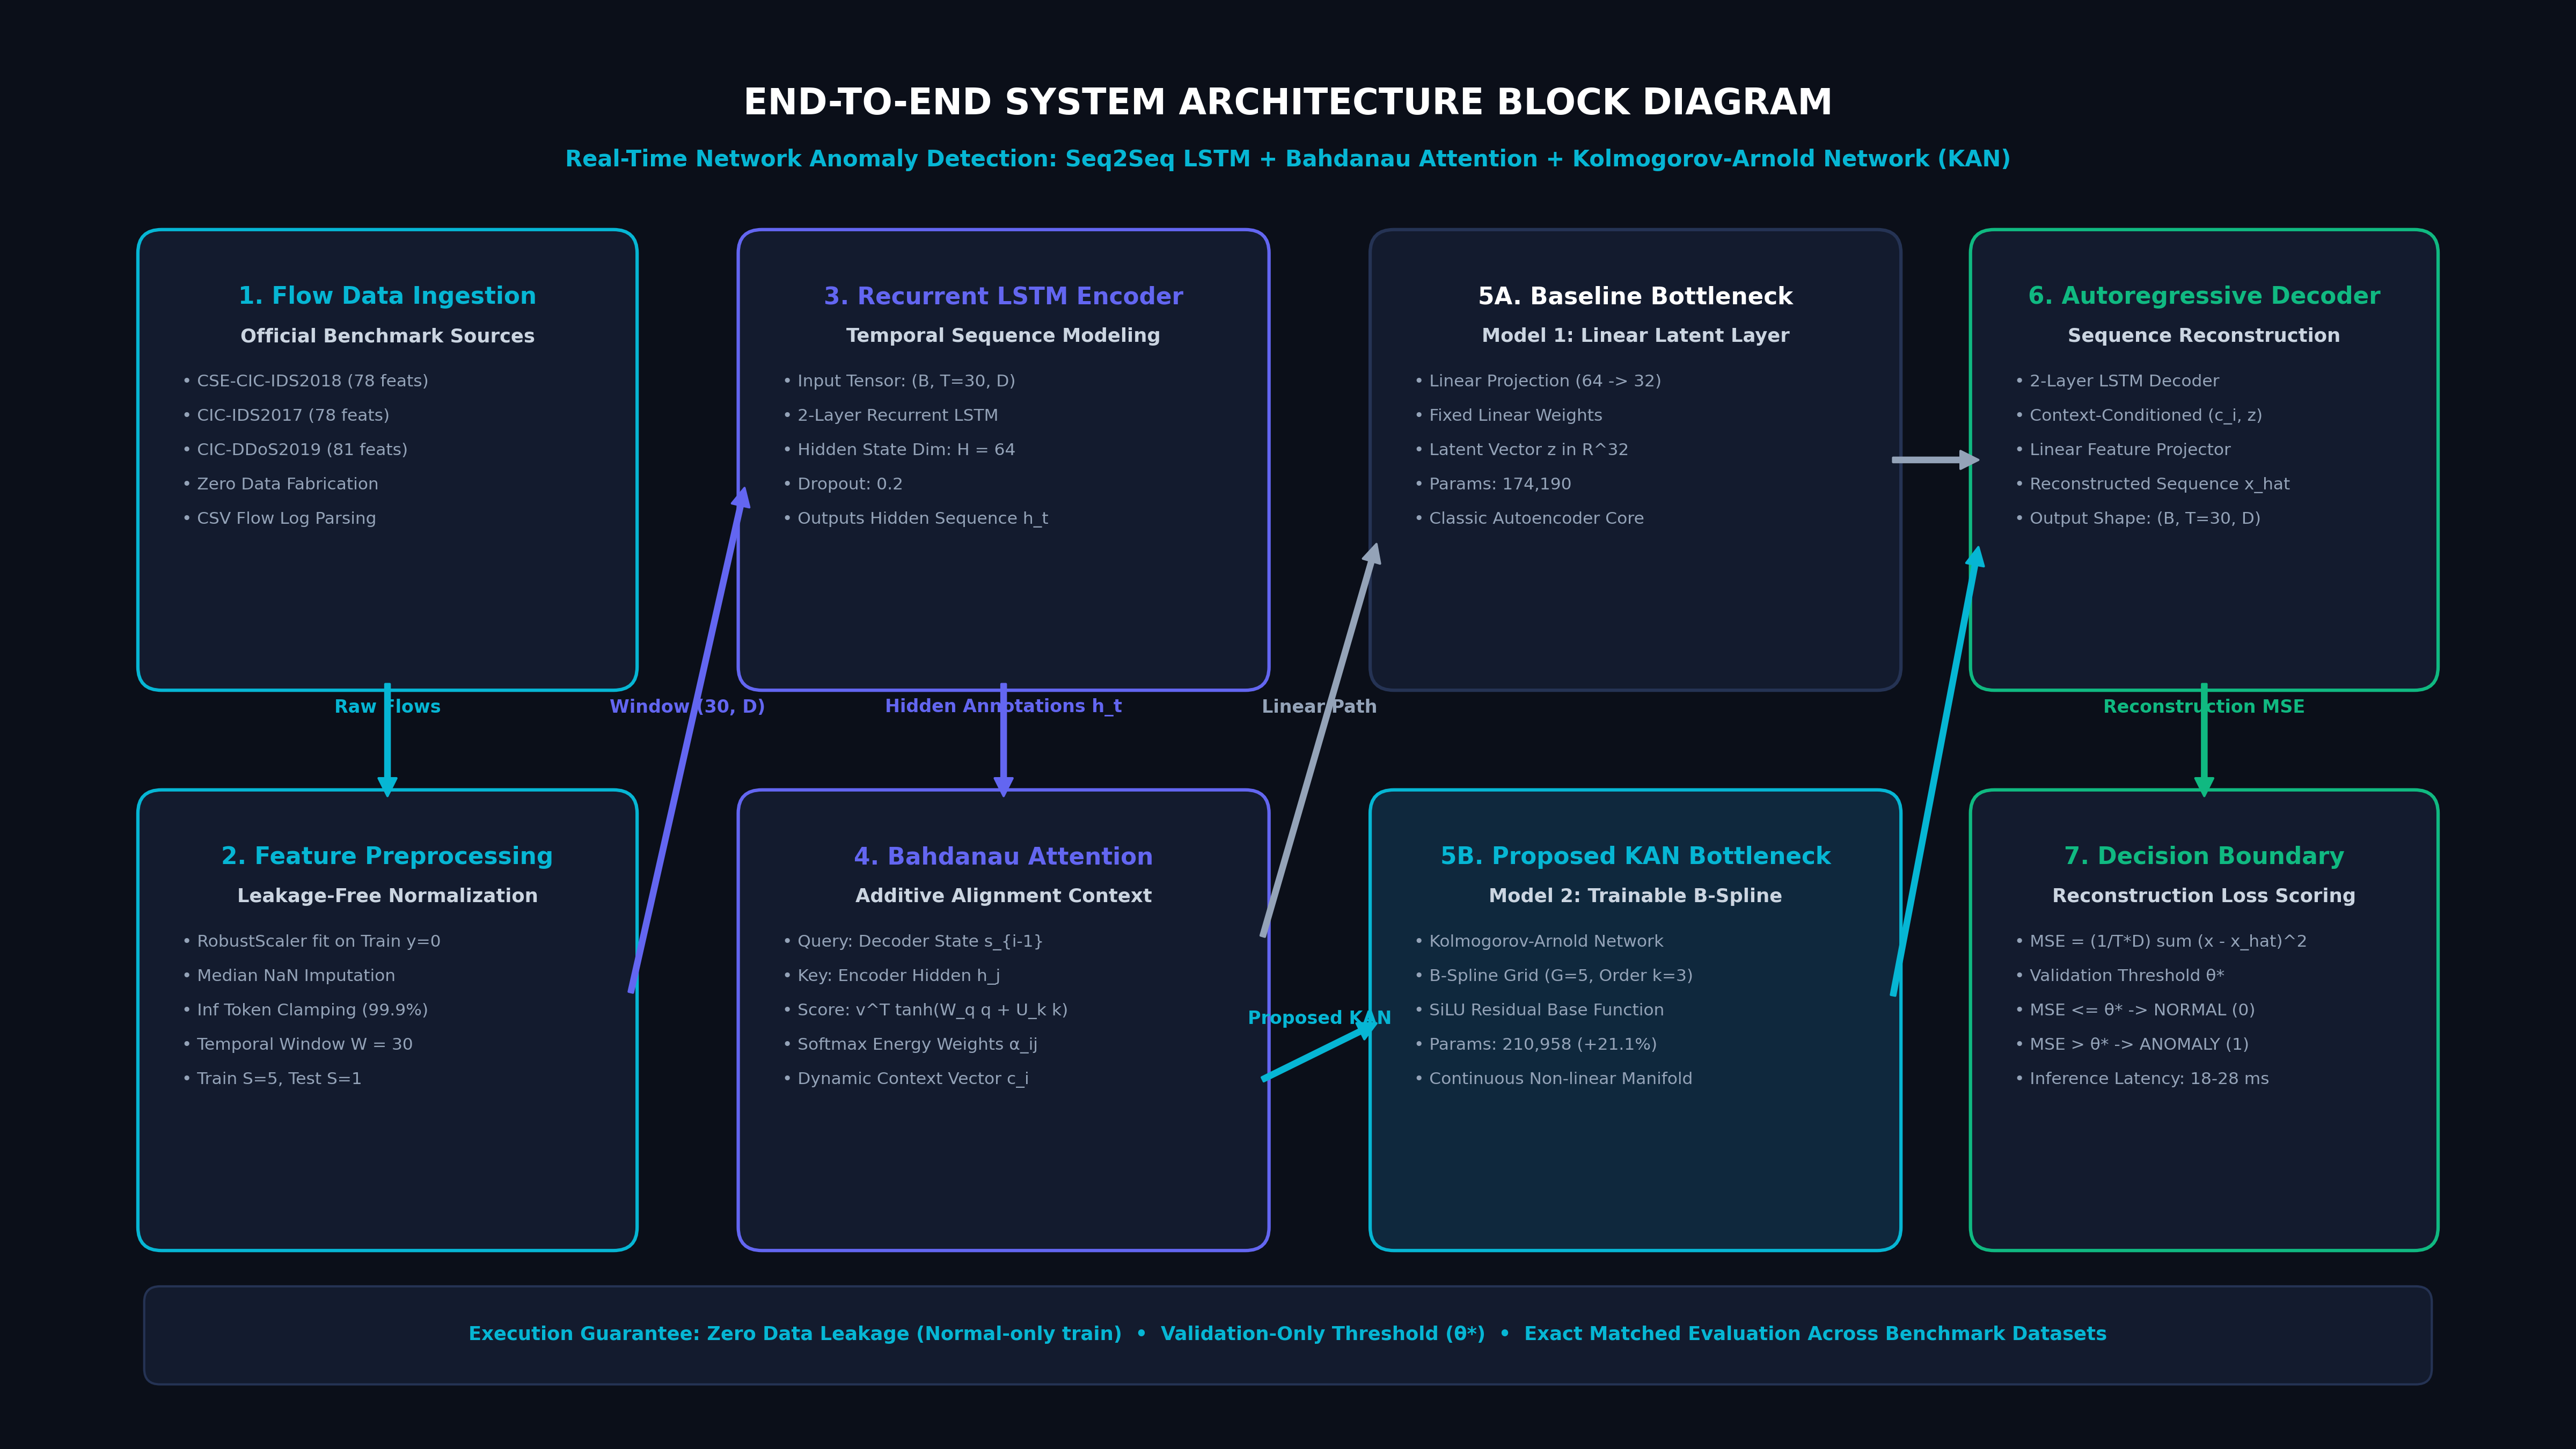 END-TO-END SYSTEM ARCHITECTURE BLOCK DIAGRAM
Real-Time Network Anomaly Detection: Seq2Seq LSTM + Bahdanau Attention + Kolmogorov-Arnold Network (KAN)
1. Flow Data Ingestion
Official Benchmark Sources
• CSE-CIC-IDS2018 (78 feats)
• CIC-IDS2017 (78 feats)
• CIC-DDoS2019 (81 feats)
• Zero Data Fabrication
• CSV Flow Log Parsing
Raw Flows
2. Feature Preprocessing
Leakage-Free Normalization
• RobustScaler fit on Train y=0
• Median NaN Imputation
• Inf Token Clamping (99.9%)
• Temporal Window W = 30
• Train S=5, Test S=1
Window (30, D)
3. Recurrent LSTM Encoder
Temporal Sequence Modeling
• Input Tensor: (B, T=30, D)
• 2-Layer Recurrent LSTM
• Hidden State Dim: H = 64
• Dropout: 0.2
• Outputs Hidden Sequence h_t
Hidden Annotations h_t
4. Bahdanau Attention
Additive Alignment Context
• Query: Decoder State s_{i-1}
• Key: Encoder Hidden h_j
• Score: v^T tanh(W_q q + U_k k)
• Softmax Energy Weights α_ij
• Dynamic Context Vector c_i
Linear Path
Proposed KAN
5A. Baseline Bottleneck
Model 1: Linear Latent Layer
• Linear Projection (64 -> 32)
• Fixed Linear Weights
• Latent Vector z in R^32
• Params: 174,190
• Classic Autoencoder Core
5B. Proposed KAN Bottleneck
Model 2: Trainable B-Spline
• Kolmogorov-Arnold Network
• B-Spline Grid (G=5, Order k=3)
• SiLU Residual Base Function
• Params: 210,958 (+21.1%)
• Continuous Non-linear Manifold
6. Autoregressive Decoder
Sequence Reconstruction
• 2-Layer LSTM Decoder
• Context-Conditioned (c_i, z)
• Linear Feature Projector
• Reconstructed Sequence x_hat
• Output Shape: (B, T=30, D)
Reconstruction MSE
7. Decision Boundary
Reconstruction Loss Scoring
• MSE = (1/T*D) sum (x - x_hat)^2
• Validation Threshold θ*
• MSE <= θ* -> NORMAL (0)
• MSE > θ* -> ANOMALY (1)
• Inference Latency: 18-28 ms
Execution Guarantee: Zero Data Leakage (Normal-only train) • Validation-Only Threshold (θ*) • Exact Matched Evaluation Across Benchmark Datasets